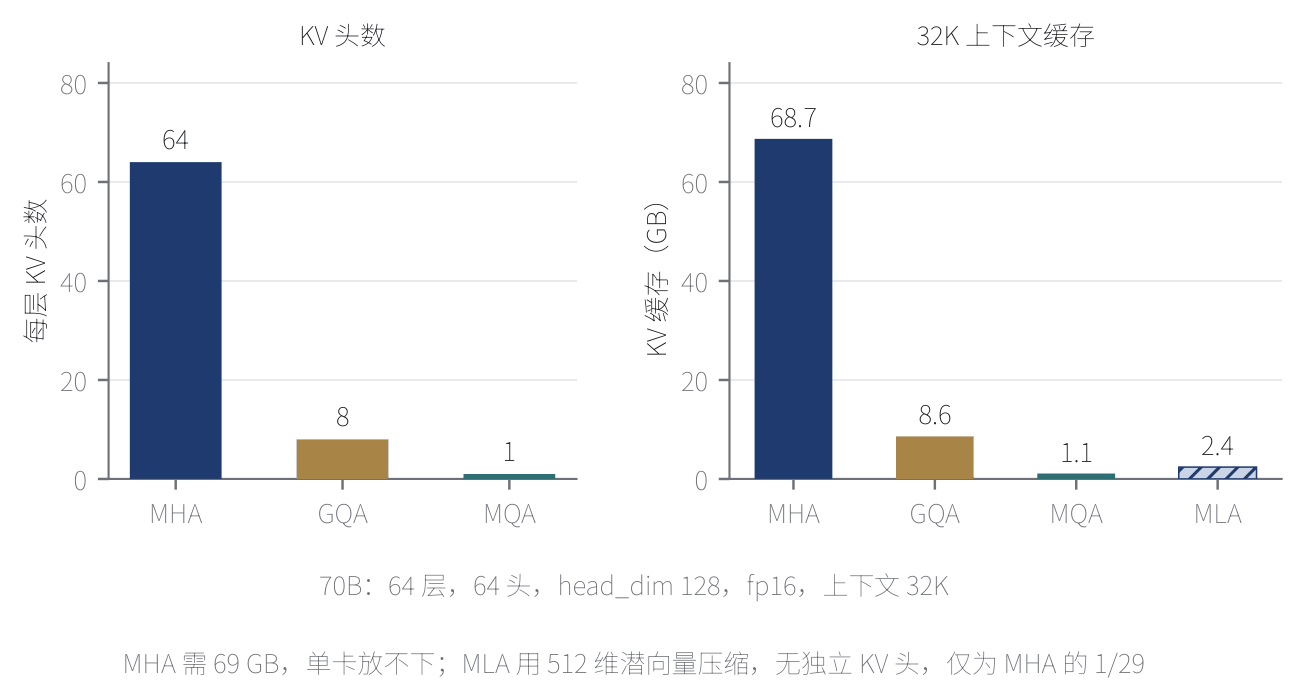 KV 头数
80
60
40
20
0
每层 KV 头数
64
8
1
MHA
GQA
MQA
32K 上下文缓存
80
60
40
20
0
KV 缓存（GB）
68.7
8.6
1.1
2.4
MHA
GQA
MQA
MLA
70B：64 层，64 头，head_dim 128，fp16，上下文 32K
MHA 需 69 GB，单卡放不下；MLA 用 512 维潜向量压缩，无独立 KV 头，仅为 MHA 的 1/29